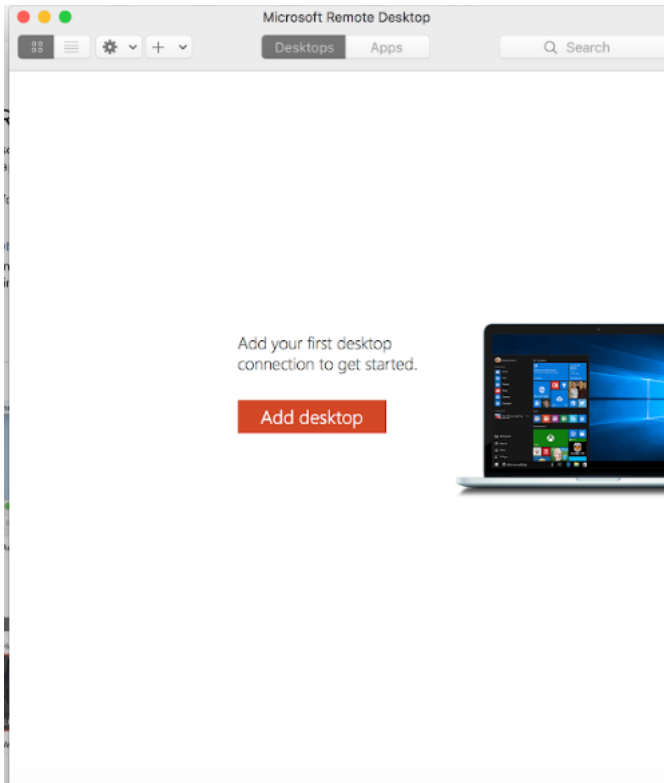 Microsoft Remote Desktop
Desktops
Apps
Search
Add your first desktop
connection to get started.
Add desktop